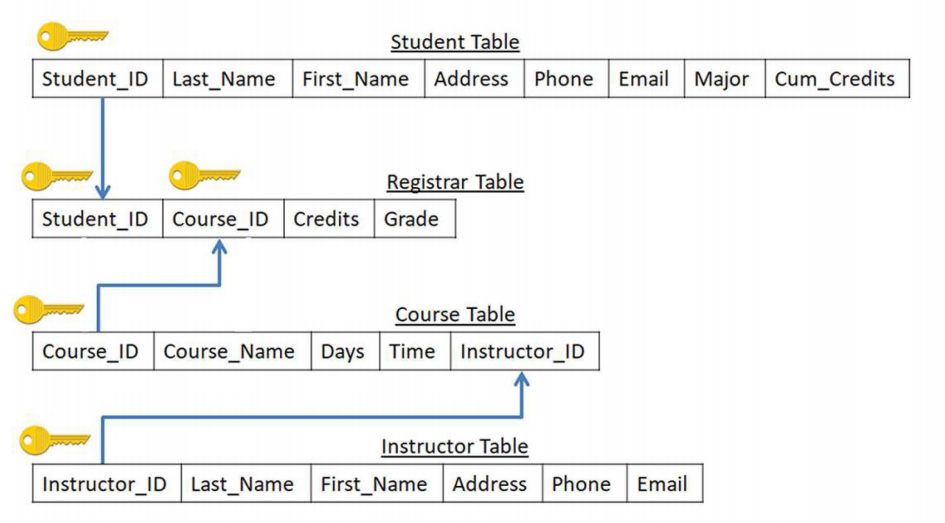 Student Table
Student_ID Last_Name First_Name Address Phone Email Major Cum_Credits
Registrar Table
Student_ID Course_ID Credits Grade
Course Table
Course_ID Course_Name Days Time Instructor_ID
Instructor Table
Instructor_ID Last_Name First_Name Address Phone Email